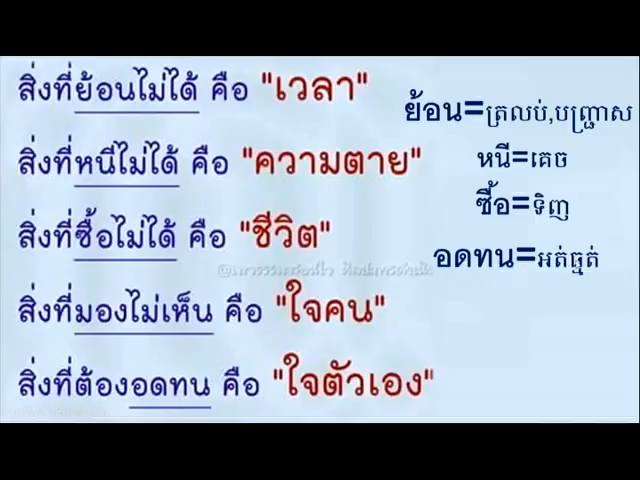 สิ่งที่ย้อนไม่ได้ คือ "เวลา"
สิ่งที่หนีไม่ได้ คือ "ความตาย"
สิ่งที่ซื้อไม่ได้ คือ "ชีวิต"
สิ่งที่มองไม่เห็น คือ "ใจคน"
สิ่งที่ต้องอดทน คือ "ใจตัวเอง"
ย้อน=ត្រលប់,បញ្ច្រាស
หนี=គេច
ซื้อ=ទិញ
อดทน=អត់ធ្មត់